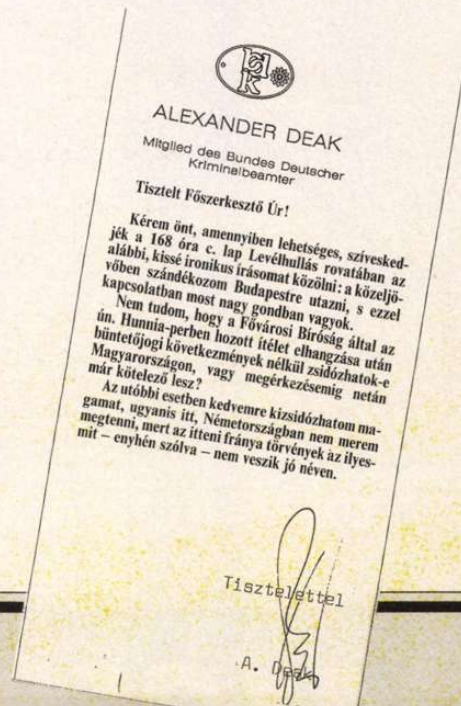 bdk
ALEXANDER DEAK
Mitglied des Bundes Deutscher
Kriminalbeamter
Tisztelt Főszerkesztő Úr!
Kérem önt, amennyiben lehetséges, szívesked-
jék a 168 óra c. lap Levélhullás rovatában az
alábbi, kissé ironikus írásomat közölni: a közeljö-
vőben szándékozom Budapestre utazni, s ezzel
kapcsolatban most nagy gondban vagyok.
Nem tudom, hogy a Fővárosi Bíróság által az
ún. Hunnia-perben hozott ítélet elhangzása után
büntetőjogi következmények nélkül zsidózhatok-e
Magyarországon, vagy megérkezésemig netán
már kötelező lesz?
Az utóbbi esetben kedvemre kizsidózhatom ma-
gamat, ugyanis itt, Németországban nem merem
megtenni, mert az itteni fránya törvények az ilyes-
mit – enyhén szólva – nem veszik jó néven.
Tisztelettel
A. Deak